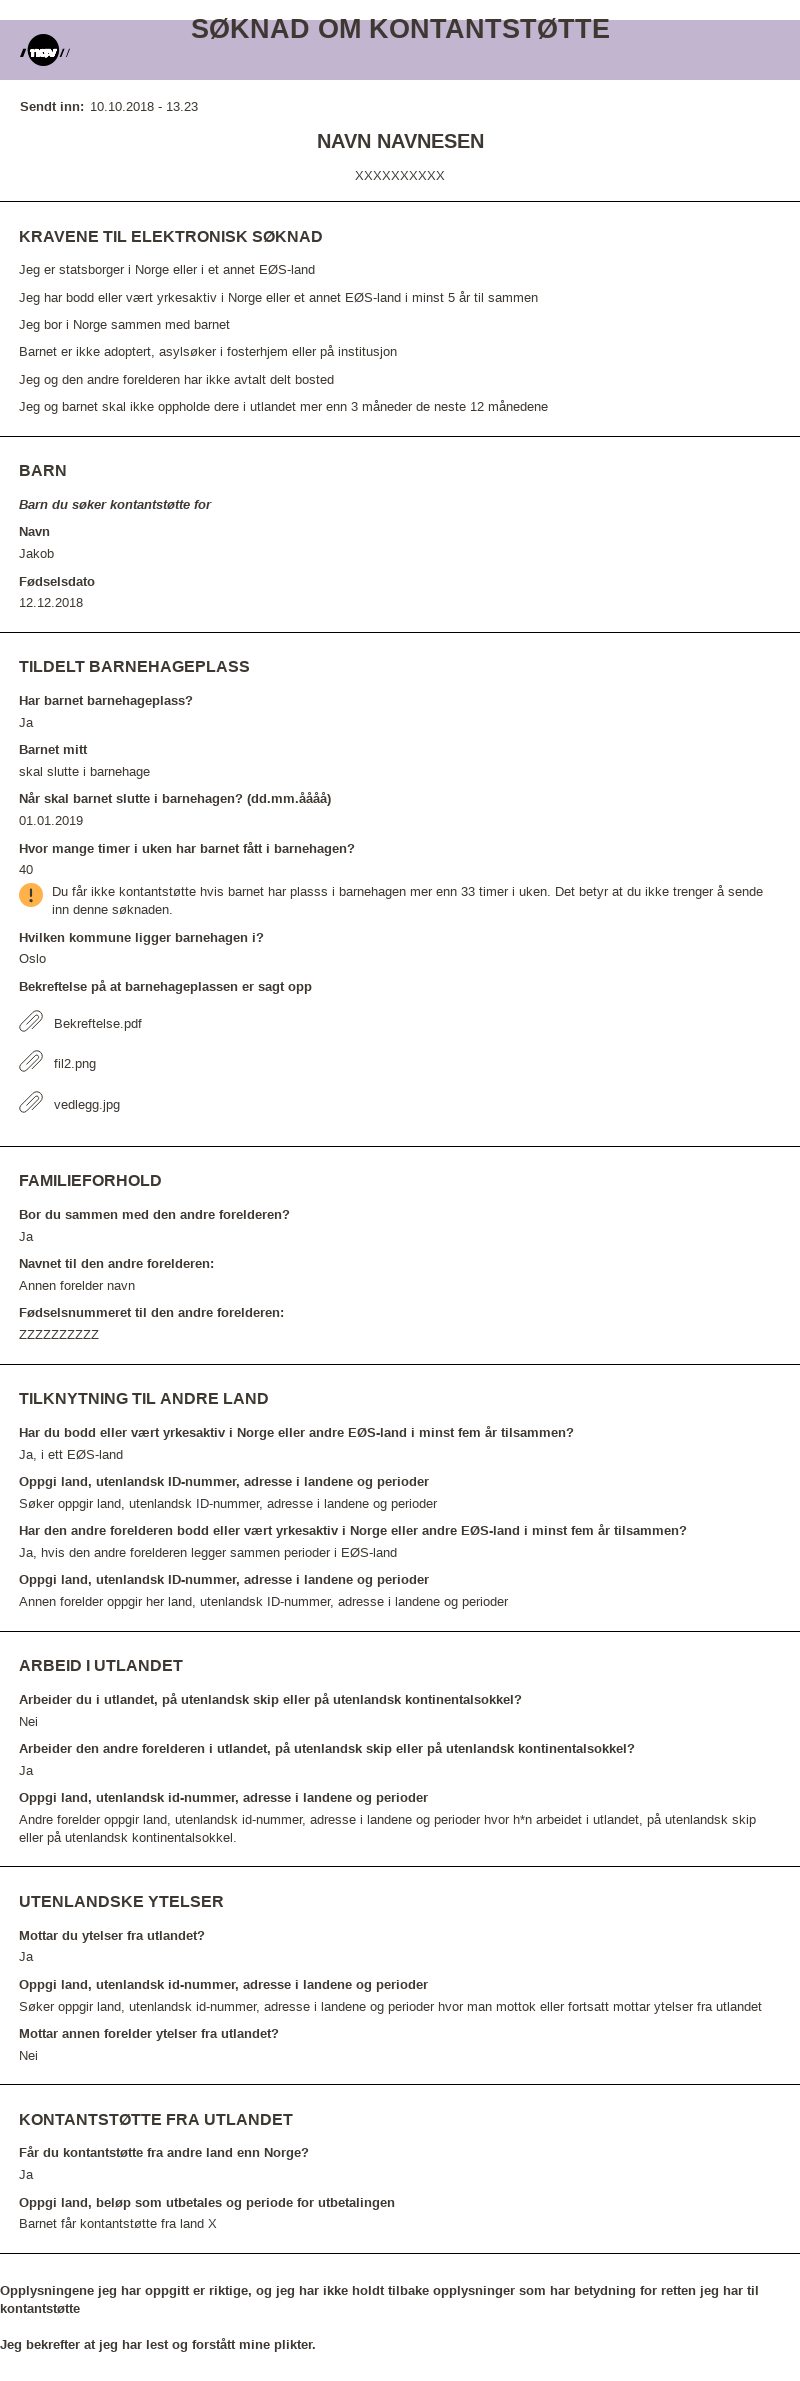 SØKNAD OM KONTANTSTØTTE
nav
Sendt inn: 10.10.2018 - 13.23
NAVN NAVNESEN
XXXXXXXXXX
KRAVENE TIL ELEKTRONISK SØKNAD
Jeg er statsborger i Norge eller i et annet EØS-land
Jeg har bodd eller vært yrkesaktiv i Norge eller et annet EØS-land i minst 5 år til sammen
Jeg bor i Norge sammen med barnet
Barnet er ikke adoptert, asylsøker i fosterhjem eller på institusjon
Jeg og den andre forelderen har ikke avtalt delt bosted
Jeg og barnet skal ikke oppholde dere i utlandet mer enn 3 måneder de neste 12 månedene
BARN
Barn du søker kontantstøtte for
Navn
Jakob
Fødselsdato
12.12.2018
TILDELT BARNEHAGEPLASS
Har barnet barnehageplass?
Ja
Barnet mitt
skal slutte i barnehage
Når skal barnet slutte i barnehagen? (dd.mm.åååå)
01.01.2019
Hvor mange timer i uken har barnet fått i barnehagen?
40
Du får ikke kontantstøtte hvis barnet har plasss i barnehagen mer enn 33 timer i uken. Det betyr at du ikke trenger å sende
inn denne søknaden.
Hvilken kommune ligger barnehagen i?
Oslo
Bekreftelse på at barnehageplassen er sagt opp
Bekreftelse.pdf
fil2.png
vedlegg.jpg
FAMILIEFORHOLD
Bor du sammen med den andre forelderen?
Ja
Navnet til den andre forelderen:
Annen forelder navn
Fødselsnummeret til den andre forelderen:
ZZZZZZZZZZ
TILKNYTNING TIL ANDRE LAND
Har du bodd eller vært yrkesaktiv i Norge eller andre EØS-land i minst fem år tilsammen?
Ja, i ett EØS-land
Oppgi land, utenlandsk ID-nummer, adresse i landene og perioder
Søker oppgir land, utenlandsk ID-nummer, adresse i landene og perioder
Har den andre forelderen bodd eller vært yrkesaktiv i Norge eller andre EØS-land i minst fem år tilsammen?
Ja, hvis den andre forelderen legger sammen perioder i EØS-land
Oppgi land, utenlandsk ID-nummer, adresse i landene og perioder
Annen forelder oppgir her land, utenlandsk ID-nummer, adresse i landene og perioder
ARBEID I UTLANDET
Arbeider du i utlandet, på utenlandsk skip eller på utenlandsk kontinentalsokkel?
Nei
Arbeider den andre forelderen i utlandet, på utenlandsk skip eller på utenlandsk kontinentalsokkel?
Ja
Oppgi land, utenlandsk id-nummer, adresse i landene og perioder
Andre forelder oppgir land, utenlandsk id-nummer, adresse i landene og perioder hvor h*n arbeidet i utlandet, på utenlandsk skip
eller på utenlandsk kontinentalsokkel.
UTENLANDSKE YTELSER
Mottar du ytelser fra utlandet?
Ja
Oppgi land, utenlandsk id-nummer, adresse i landene og perioder
Søker oppgir land, utenlandsk id-nummer, adresse i landene og perioder hvor man mottok eller fortsatt mottar ytelser fra utlandet
Mottar annen forelder ytelser fra utlandet?
Nei
KONTANTSTØTTE FRA UTLANDET
Får du kontantstøtte fra andre land enn Norge?
Ja
Oppgi land, beløp som utbetales og periode for utbetalingen
Barnet får kontantstøtte fra land X
Opplysningene jeg har oppgitt er riktige, og jeg har ikke holdt tilbake opplysninger som har betydning for retten jeg har til
kontantstøtte
Jeg bekrefter at jeg har lest og forstått mine plikter.